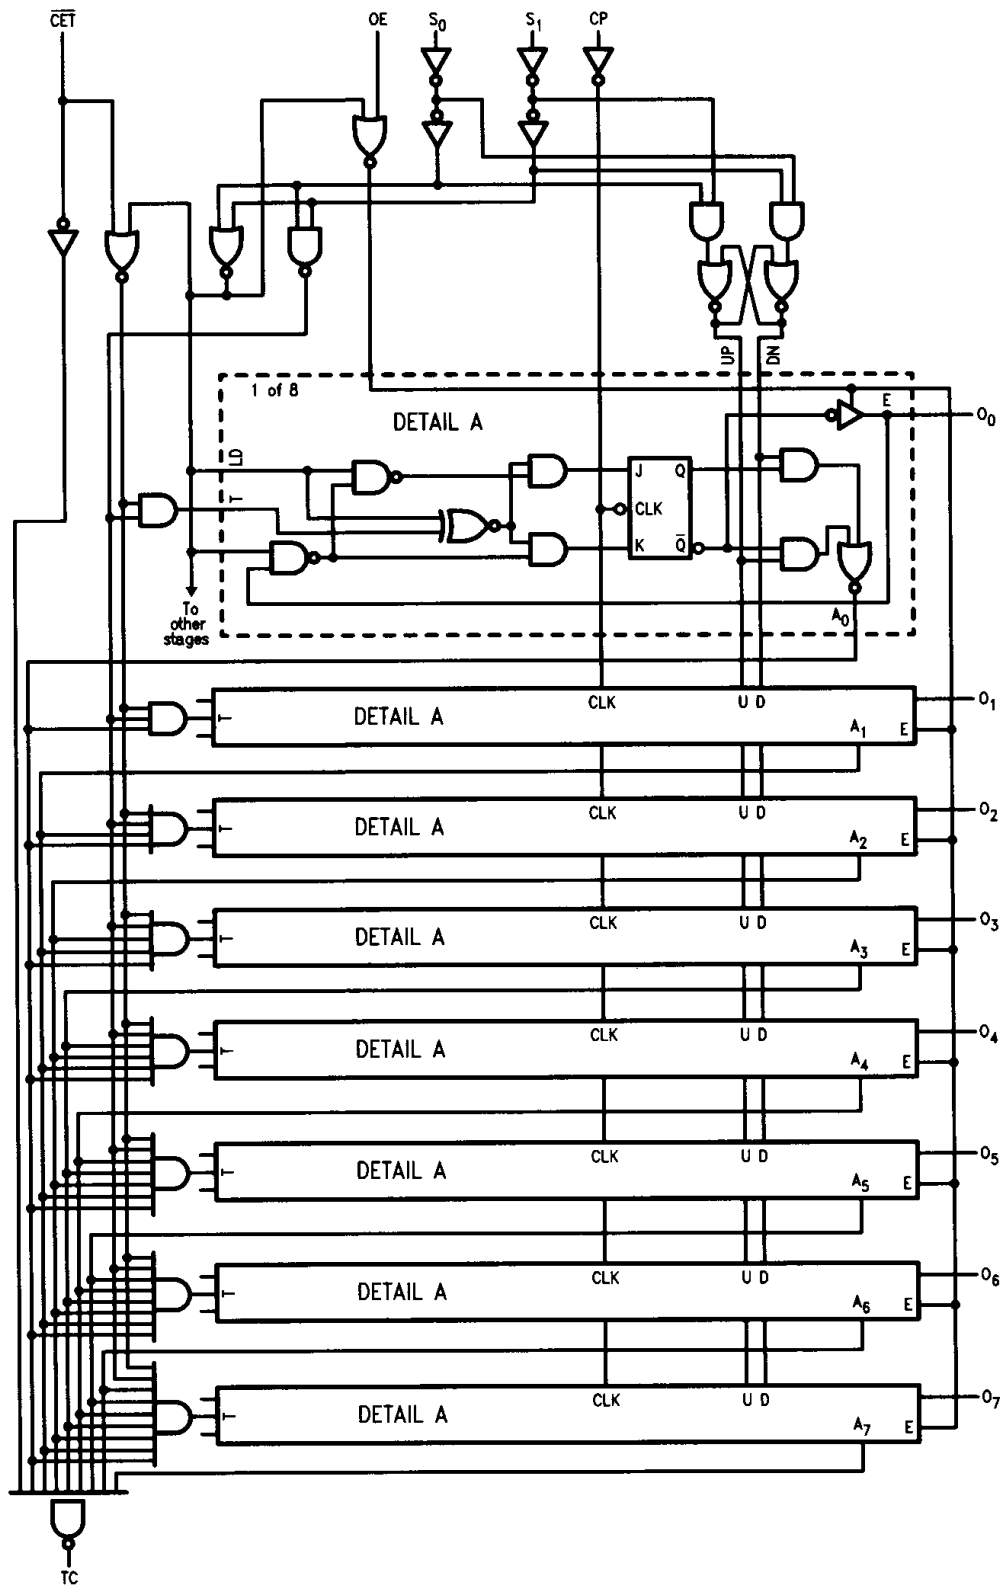 C̅E̅T̅ OE S₀ S₁ CP
UP DN
1 of 8
DETAIL A
E
O₀
LD
T
J Q
CLK
K Q̅
To
other
stages
A₀
CLK U D O₁
T DETAIL A A₁ E
CLK U D O₂
T DETAIL A A₂ E
CLK U D O₃
T DETAIL A A₃ E
CLK U D O₄
T DETAIL A A₄ E
CLK U D O₅
T DETAIL A A₅ E
CLK U D O₆
T DETAIL A A₆ E
CLK U D O₇
T DETAIL A A₇ E
TC